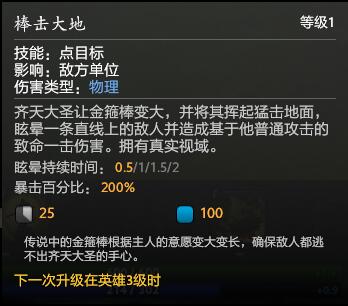 棒击大地 等级1
技能：点目标
影响：敌方单位
伤害类型：物理
齐天大圣让金箍棒变大，并将其挥起猛击地面，
眩晕一条直线上的敌人并造成基于他普通攻击的
致命一击伤害。拥有真实视域。
眩晕持续时间：0.5/1/1.5/2
暴击百分比：200%
25 100
传说中的金箍棒根据主人的意愿变大变长，确保敌人都逃
不出齐天大圣的手心。
下一次升级在英雄3级时